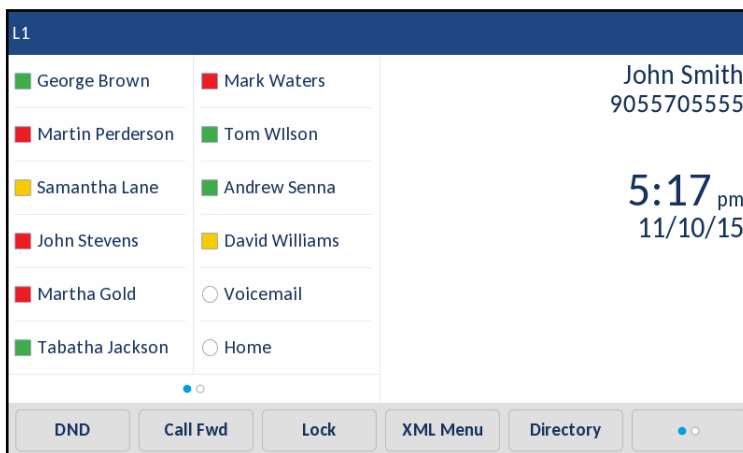 L1
George Brown
Mark Waters
Martin Perderson
Tom WIlson
Samantha Lane
Andrew Senna
John Stevens
David Williams
Martha Gold
Voicemail
Tabatha Jackson
Home
John Smith
9055705555
5:17 pm
11/10/15
DND
Call Fwd
Lock
XML Menu
Directory